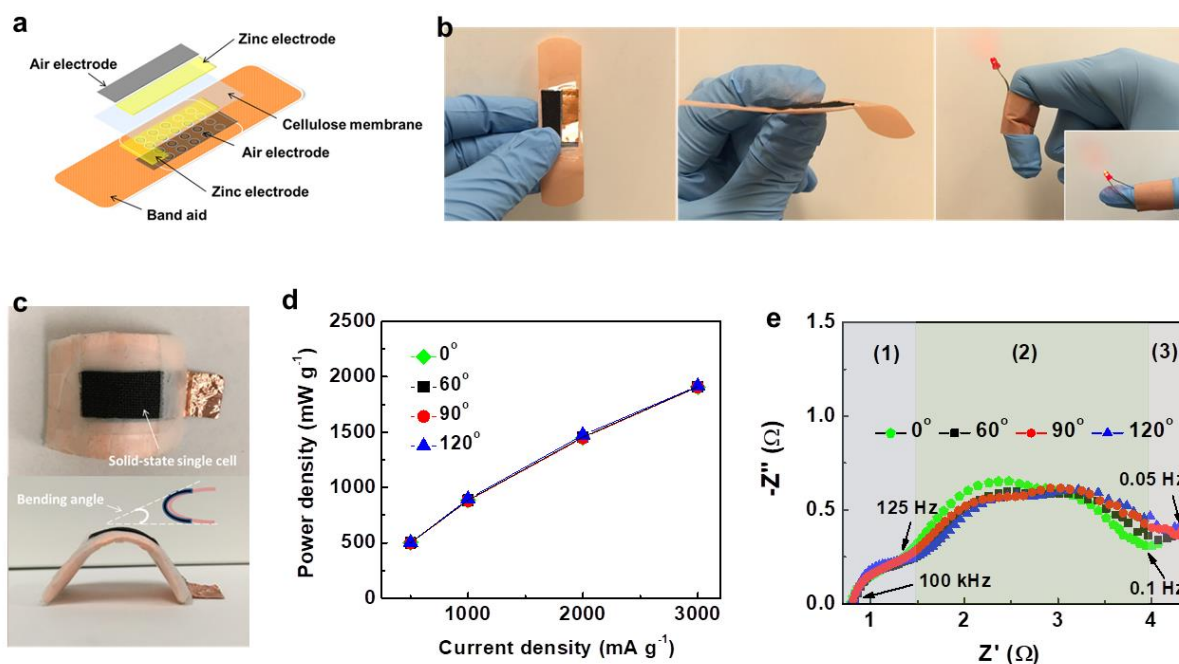 a
Zinc electrode
Air electrode
Cellulose membrane
Air electrode
Zinc electrode
Band aid
b
c
Solid-state single cell
Bending angle
d
Power density (mW g⁻¹)
2500
2000
1500
1000
500
0
0°
60°
90°
120°
1000
2000
3000
Current density (mA g⁻¹)
e
-Z" (Ω)
1.5
1.0
0.5
0.0
(1)
(2)
(3)
0° 60° 90° 120°
0.05 Hz
125 Hz
100 kHz
0.1 Hz
1
2
3
4
Z' (Ω)